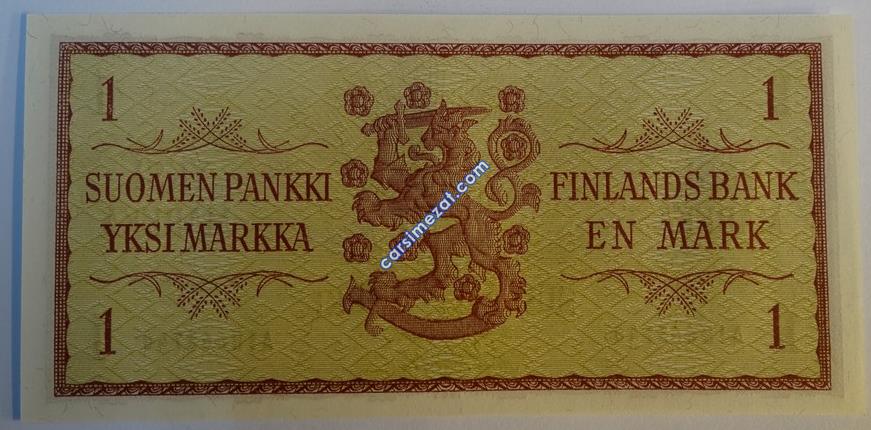 1 1
SUOMEN PANKKI FINLANDS BANK
YKSI MARKKA EN MARK
carsimezat.com
1 1